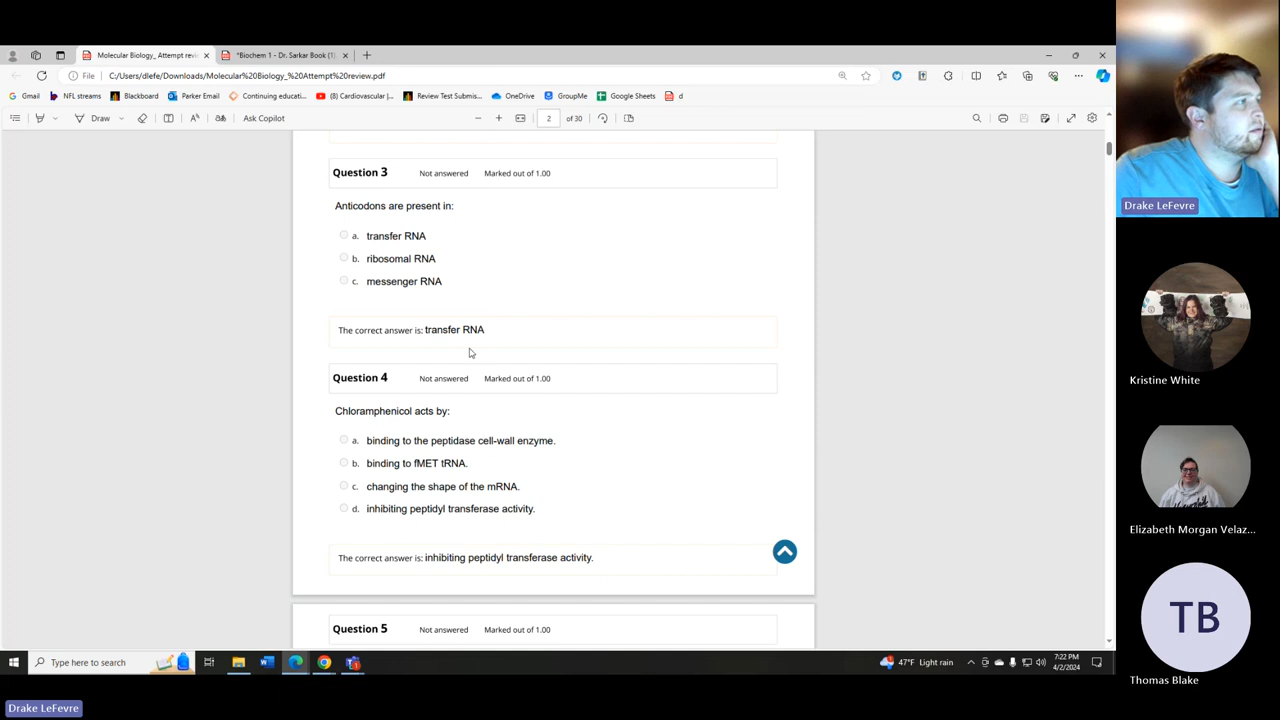 Molecular Biology_ Attempt revie
*Biochem 1 - Dr. Sarkar Book (T
File
C:/Users/dlefe/Downloads/Molecular%20Biology_%20Attempt%20review.pdf
Gmail
NFL streams
Blackboard
Parker Email
Continuing educati...
(8) Cardiovascular |...
Review Test Submis...
OneDrive
GroupMe
Google Sheets
d
Draw
Ask Copilot
2 of 30
Question 3 Not answered Marked out of 1.00
Anticodons are present in:
a. transfer RNA
b. ribosomal RNA
c. messenger RNA
The correct answer is: transfer RNA
Question 4 Not answered Marked out of 1.00
Chloramphenicol acts by:
a. binding to the peptidase cell-wall enzyme.
b. binding to fMET tRNA.
c. changing the shape of the mRNA.
d. inhibiting peptidyl transferase activity.
The correct answer is: inhibiting peptidyl transferase activity.
Question 5 Not answered Marked out of 1.00
Type here to search
47°F Light rain
7:22 PM
4/2/2024
Drake LeFevre
Drake LeFevre
Kristine White
Elizabeth Morgan Velaz...
TB
Thomas Blake